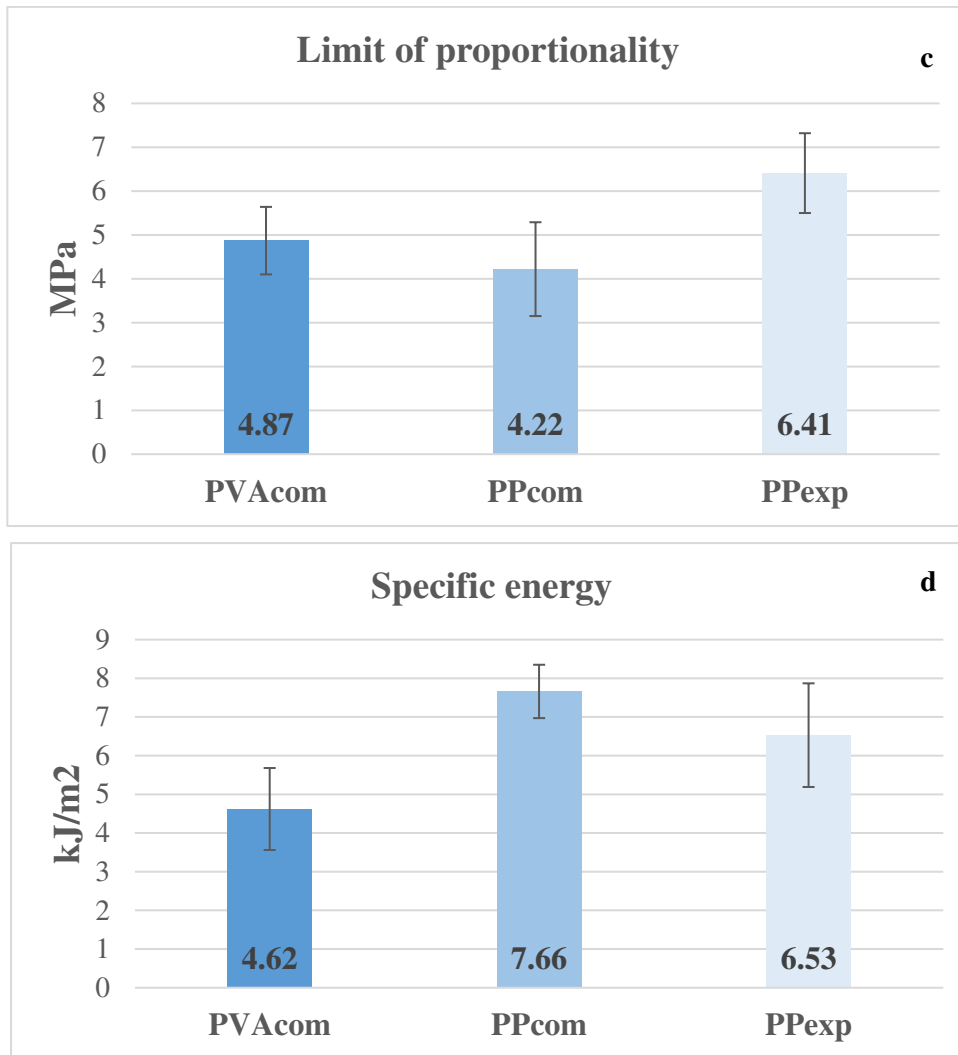 Limit of proportionality
c
MPa
8
7
6
5
4
3
2
1
0
4.87
4.22
6.41
PVAcom
PPcom
PPexp
Specific energy
d
kJ/m2
9
8
7
6
5
4
3
2
1
0
4.62
7.66
6.53
PVAcom
PPcom
PPexp